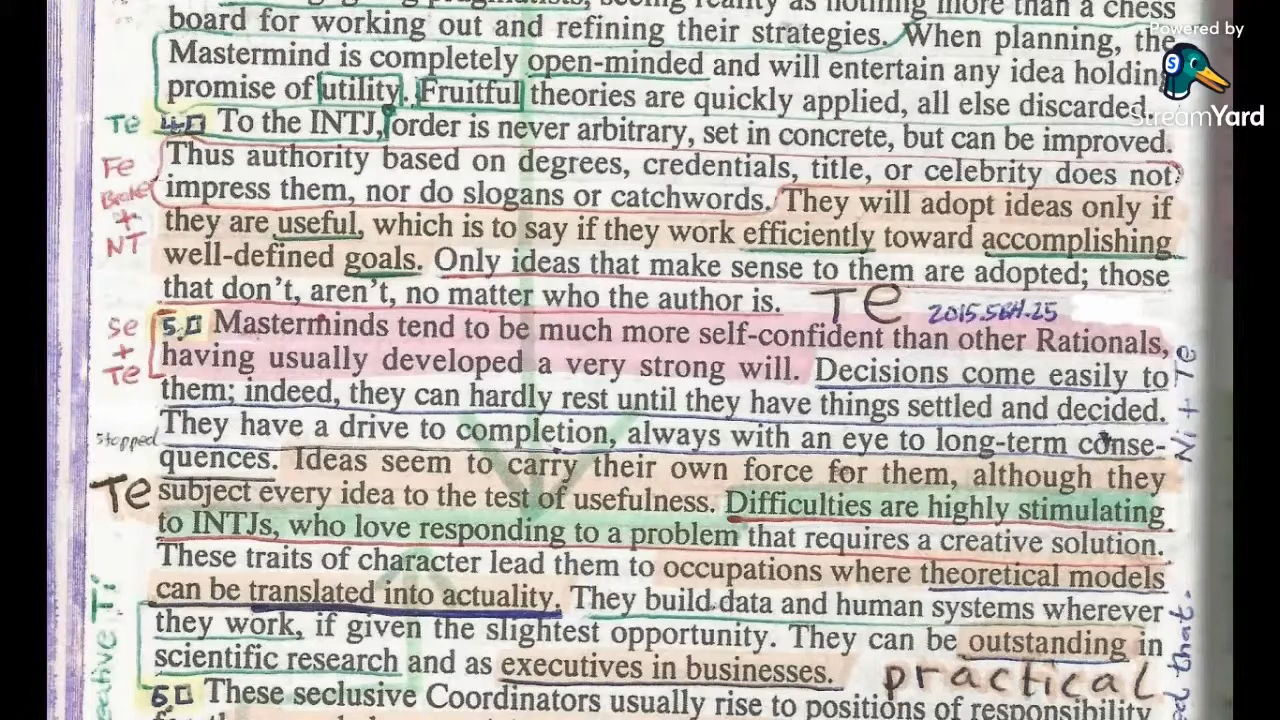 board for working out and refining their strategies. When planning, the
Mastermind is completely open-minded and will entertain any idea holding
promise of utility. Fruitful theories are quickly applied, all else discarded.
Te 4. To the INTJ, order is never arbitrary, set in concrete, but can be improved.
Fe Thus authority based on degrees, credentials, title, or celebrity does not
impress them, nor do slogans or catchwords. They will adopt ideas only if
+ they are useful, which is to say if they work efficiently toward accomplishing
NT well-defined goals. Only ideas that make sense to them are adopted; those
that don't, aren't, no matter who the author is. Te
Se 5. Masterminds tend to be much more self-confident than other Rationals,
+ Te having usually developed a very strong will. Decisions come easily to
them; indeed, they can hardly rest until they have things settled and decided.
They have a drive to completion, always with an eye to long-term conse-
stopped quences. Ideas seem to carry their own force for them, although they
Te subject every idea to the test of usefulness. Difficulties are highly stimulating
to INTJs, who love responding to a problem that requires a creative solution.
These traits of character lead them to occupations where theoretical models
can be translated into actuality. They build data and human systems wherever
they work, if given the slightest opportunity. They can be outstanding in
scientific research and as executives in businesses. practical
These seclusive Coordinators usually rise to positions of responsibility
Ni + Te
that.
Ti
Powered by
StreamYard